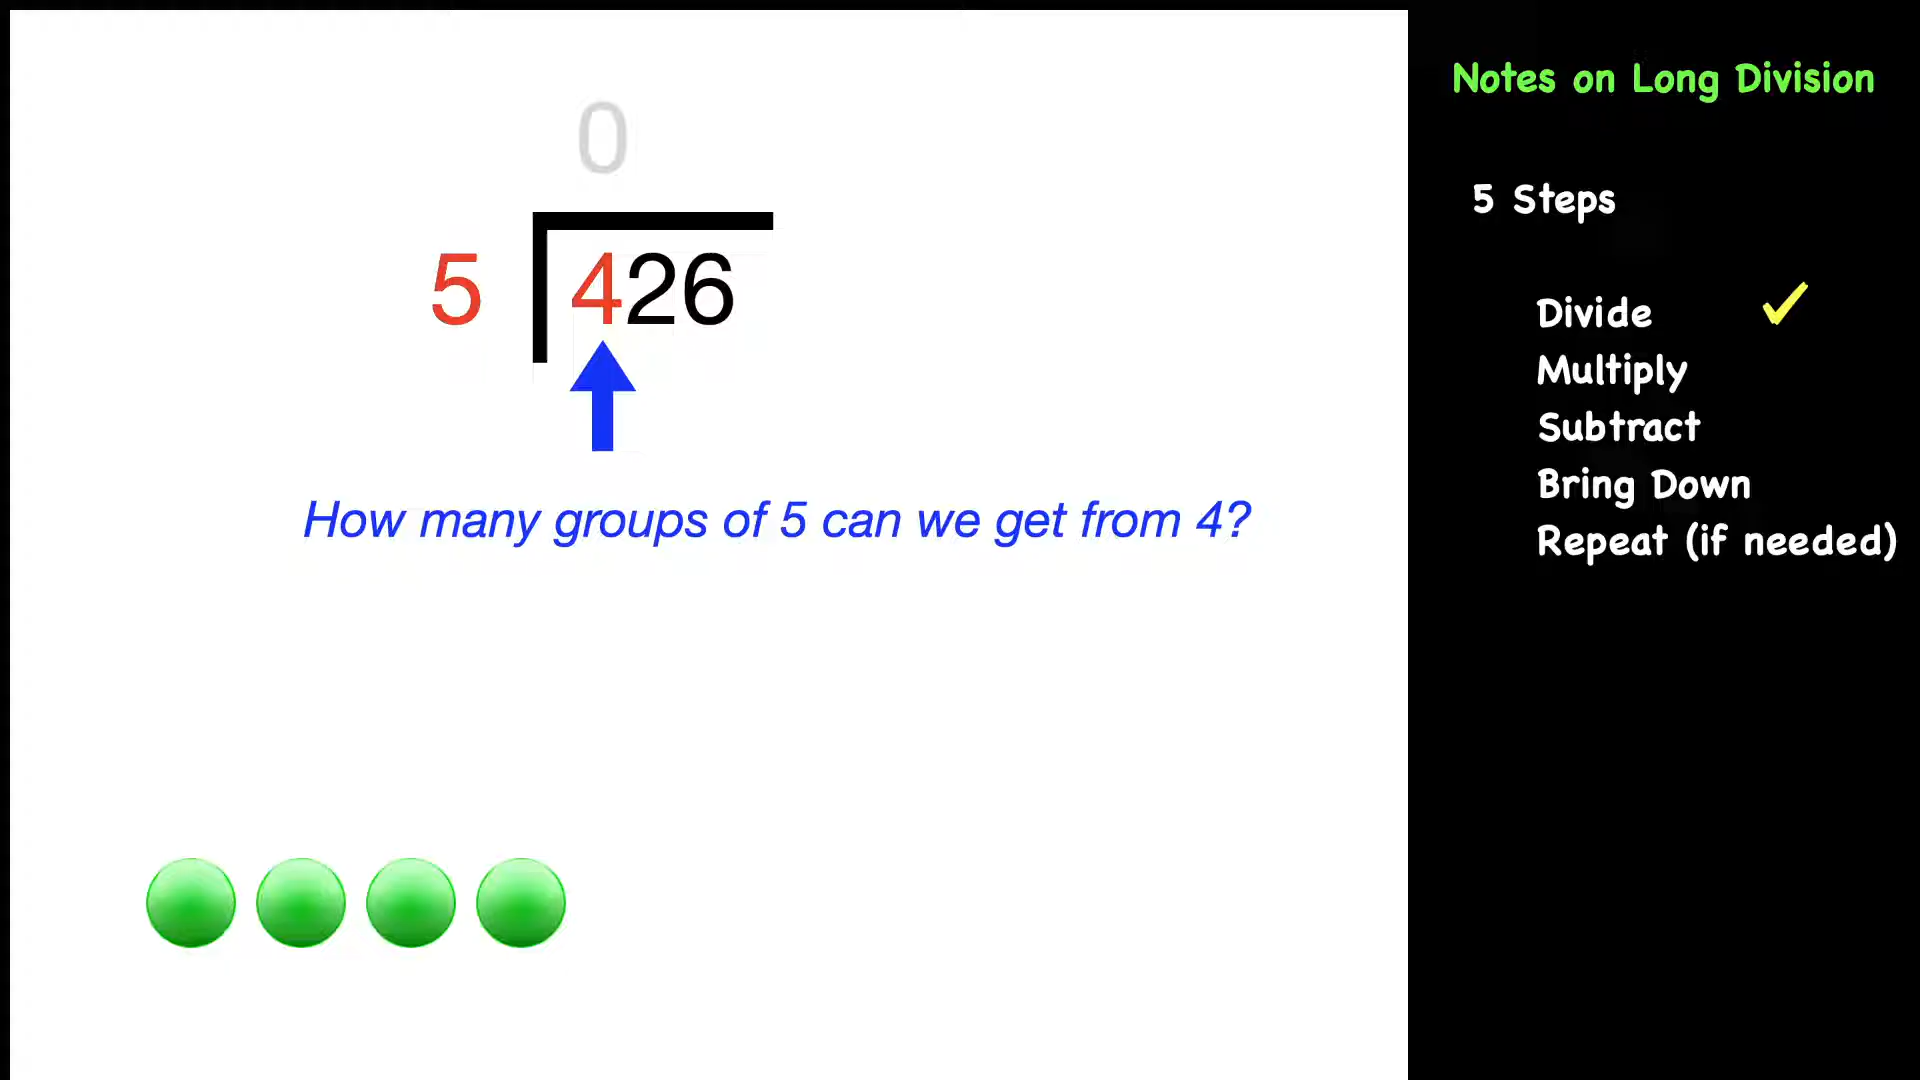 0
5 426
How many groups of 5 can we get from 4?
Notes on Long Division
5 Steps
Divide ✓
Multiply
Subtract
Bring Down
Repeat (if needed)